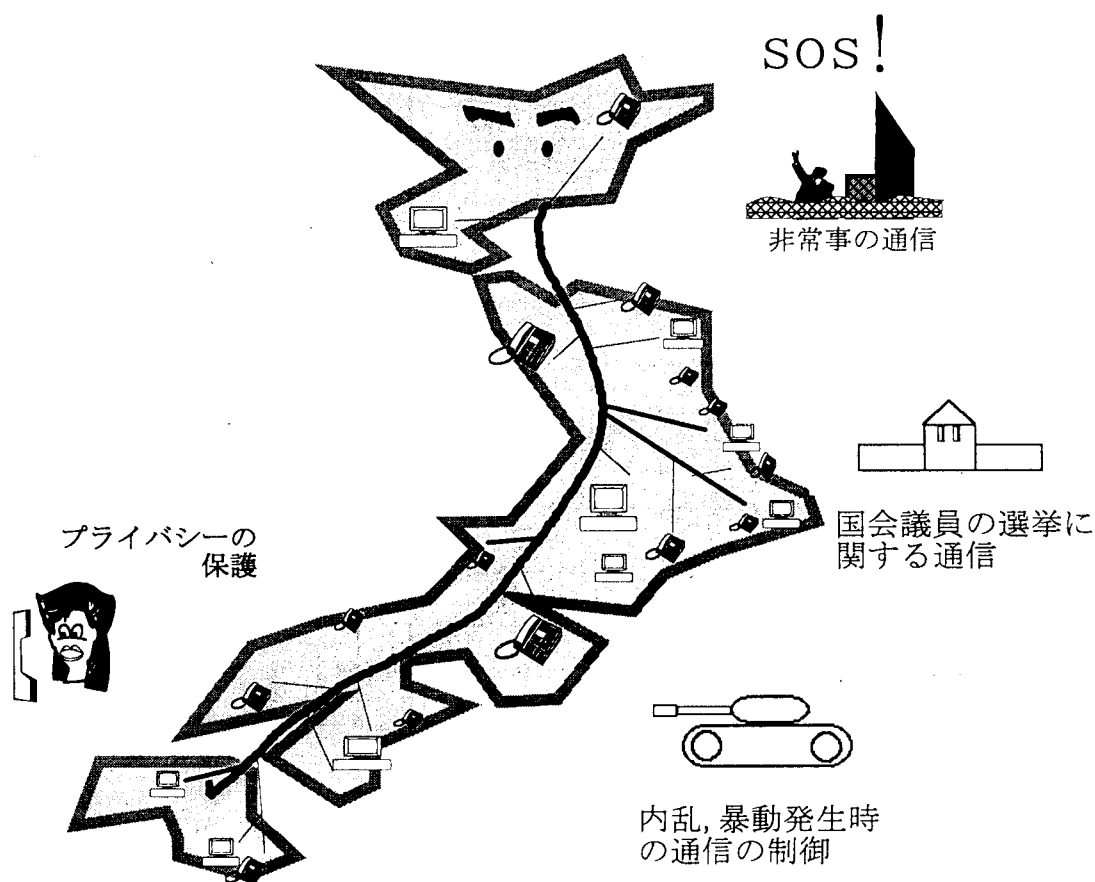 SOS!
非常事の通信
国会議員の選挙に
関する通信
プライバシーの
保護
内乱,暴動発生時
の通信の制御